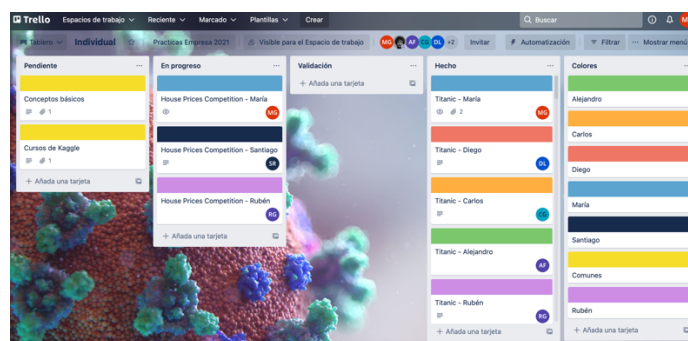 Trello Espacios de trabajo Reciente Marcado Plantillas Crear Buscar
Tablero Individual Practicas Empresa 2021 Visible para el Espacio de trabajo MG AF CG DL +2 Invitar Automatización Filtrar ··· Mostrar menú
Pendiente ···
Conceptos básicos
1
Cursos de Kaggle
1
+ Añada una tarjeta
En progreso ···
House Prices Competition - María
MG
House Prices Competition - Santiago
SR
House Prices Competition - Rubén
RG
+ Añada una tarjeta
Validación ···
+ Añada una tarjeta
Hecho ···
Titanic - María
2
MG
Titanic - Diego
DL
Titanic - Carlos
CG
Titanic - Alejandro
AF
Titanic - Rubén
RG
+ Añada una tarjeta
Colores
Alejandro
Carlos
Diego
María
Santiago
Comunes
Rubén
+ Añada una tarjeta